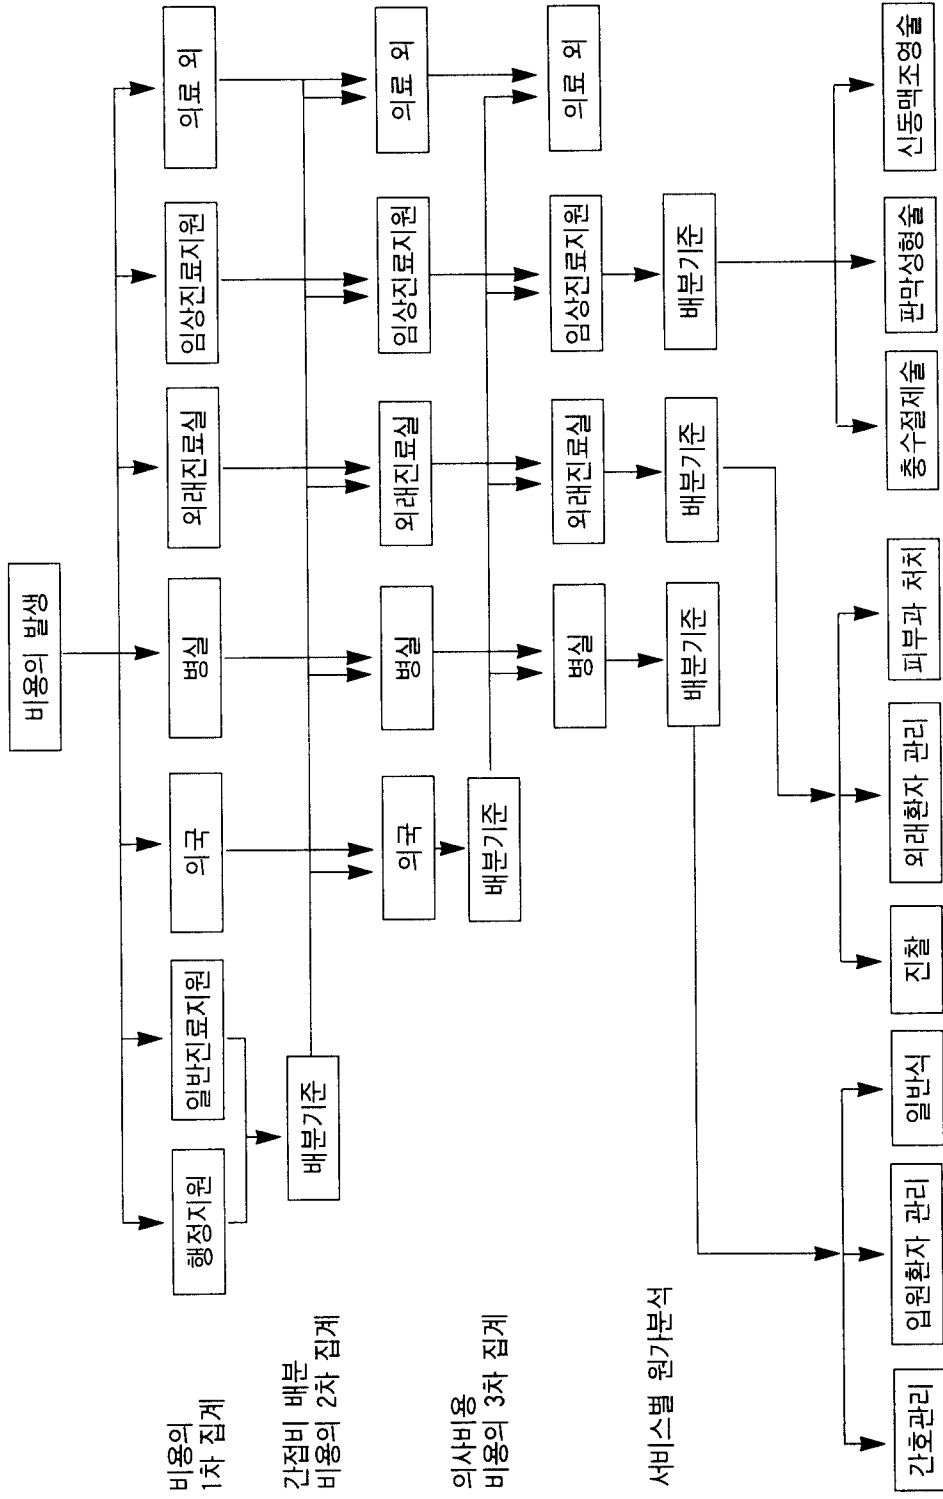 비용의 발생
비용의
1차 집계
행정지원
일반진료지원
의국
병실
외래진료실
임상진료지원
의료 외
간접비 배분
비용의 2차 집계
배분기준
의국
병실
외래진료실
임상진료지원
의료 외
의사비용
비용의 3차 집계
배분기준
병실
외래진료실
임상진료지원
의료 외
서비스별 원가분석
배분기준
배분기준
배분기준
간호관리
입원환자 관리
일반식
진찰
외래환자 관리
피부과 처치
충수절제술
판막성형술
신동맥조영술